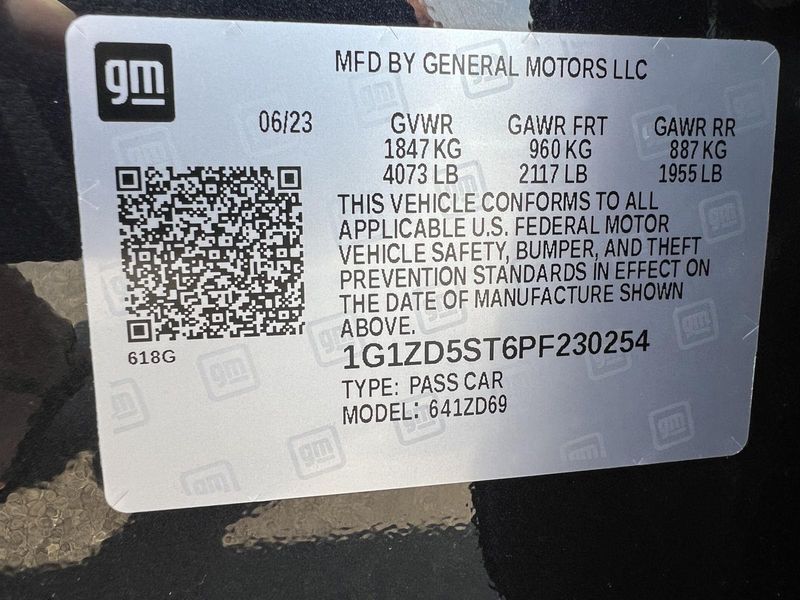 gm
MFD BY GENERAL MOTORS LLC
06/23
GVWR GAWR FRT GAWR RR
1847 KG 960 KG 887 KG
4073 LB 2117 LB 1955 LB
THIS VEHICLE CONFORMS TO ALL
APPLICABLE U.S. FEDERAL MOTOR
VEHICLE SAFETY, BUMPER, AND THEFT
PREVENTION STANDARDS IN EFFECT ON
THE DATE OF MANUFACTURE SHOWN
ABOVE.
618G
1G1ZD5ST6PF230254
TYPE: PASS CAR
MODEL: 641ZD69